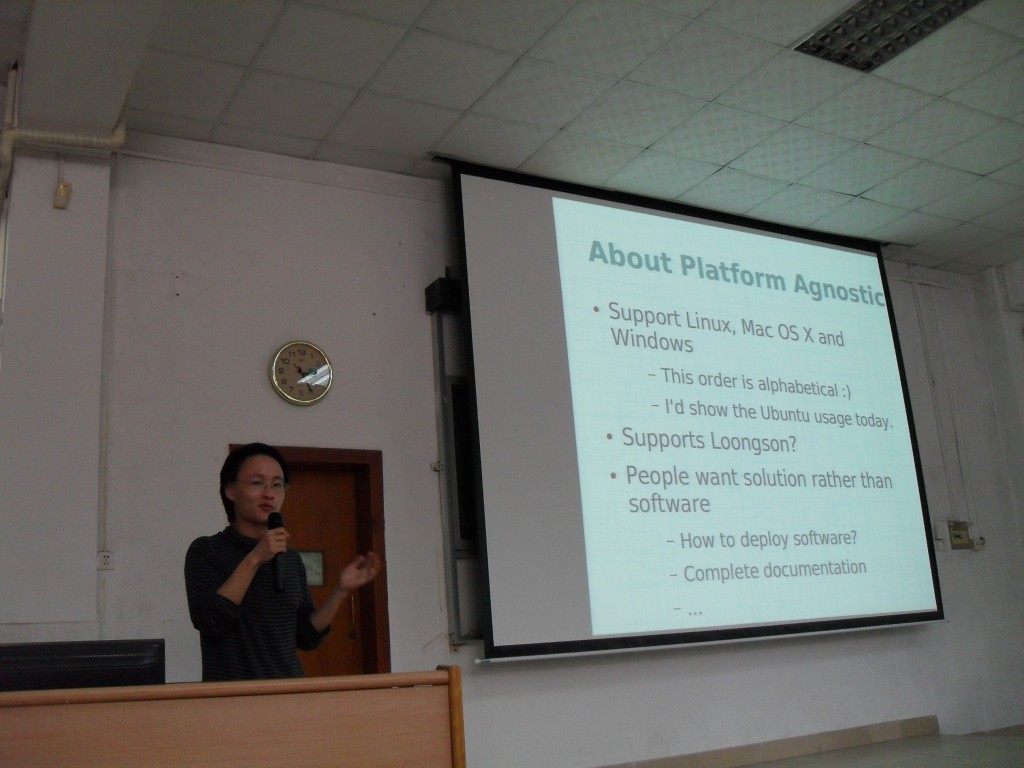 About Platform Agnostic
• Support Linux, Mac OS X and
Windows
– This order is alphabetical :)
– I'd show the Ubuntu usage today.
• Supports Loongson?
• People want solution rather than
software
– How to deploy software?
– Complete documentation
– ...